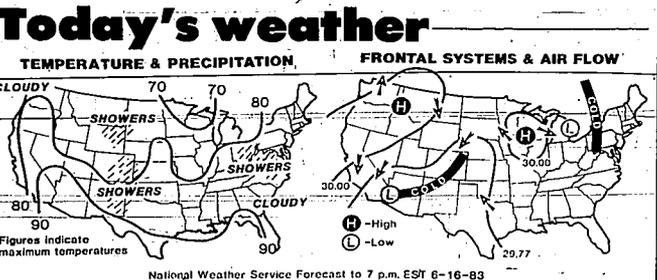 Today's weather
TEMPERATURE & PRECIPITATION
CLOUDY
70
70
80
SHOWERS
SHOWERS
SHOWERS
CLOUDY
80
90
90
Figures indicate
maximum temperatures
FRONTAL SYSTEMS & AIR FLOW
H
H
L
COLD
30.00
30.00
L
COLD
H -High
L -Low
29.77
National Weather Service Forecast to 7 p.m. EST 6-16-83